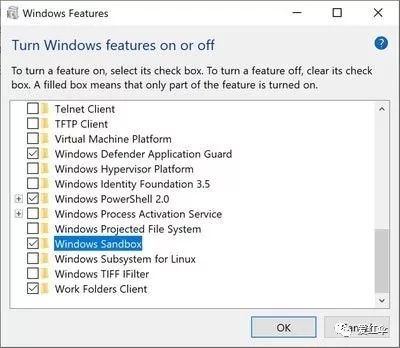 Windows Features
Turn Windows features on or off
To turn a feature on, select its check box. To turn a feature off, clear its check
box. A filled box means that only part of the feature is turned on.
Telnet Client
TFTP Client
Virtual Machine Platform
Windows Defender Application Guard
Windows Hypervisor Platform
Windows Identity Foundation 3.5
Windows PowerShell 2.0
Windows Process Activation Service
Windows Projected File System
Windows Sandbox
Windows Subsystem for Linux
Windows TIFF IFilter
Work Folders Client
OK
爱红伞